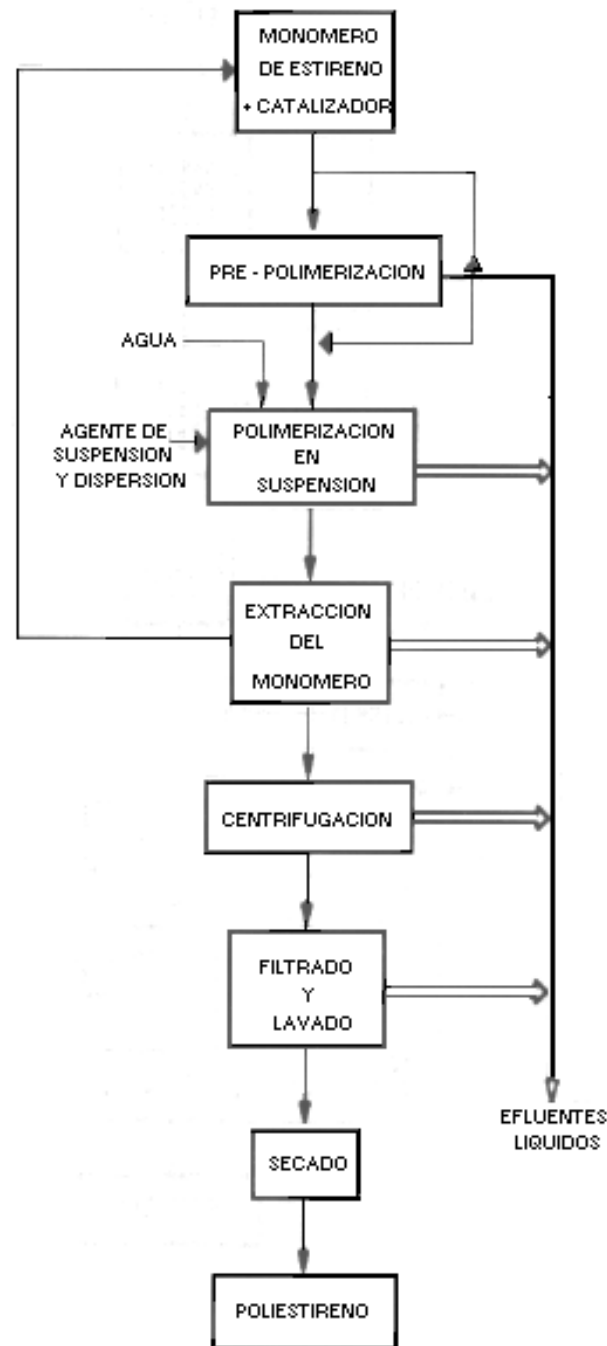 MONOMERO
DE ESTIRENO
+ CATALIZADOR
PRE - POLIMERIZACION
AGUA
AGENTE DE
SUSPENSION
Y DISPERSION
POLIMERIZACION
EN
SUSPENSION
EXTRACCION
DEL
MONOMERO
CENTRIFUGACION
FILTRADO
Y
LAVADO
EFLUENTES
LIQUIDOS
SECADO
POLIESTIRENO